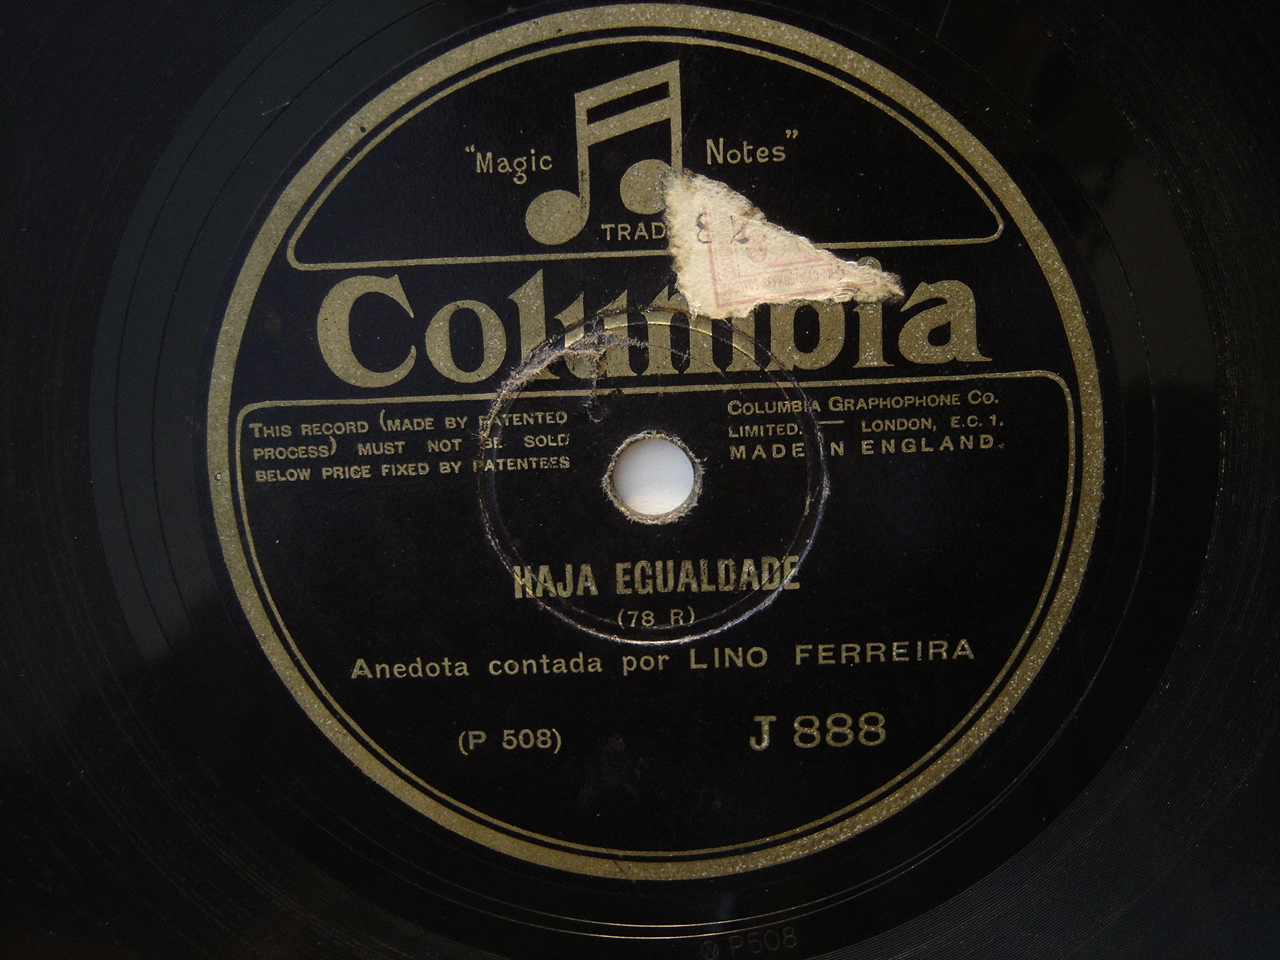 "Magic Notes"
TRAD
Columbia
THIS RECORD (MADE BY PATENTED
PROCESS) MUST NOT BE SOLD
BELOW PRICE FIXED BY PATENTEES
COLUMBIA GRAPHOPHONE CO.
LIMITED. — LONDON, E.C. 1.
MADE IN ENGLAND.
HAJA EGUALDADE
(78 R)
Anedota contada por LINO FERREIRA
(P 508) J 888
P508